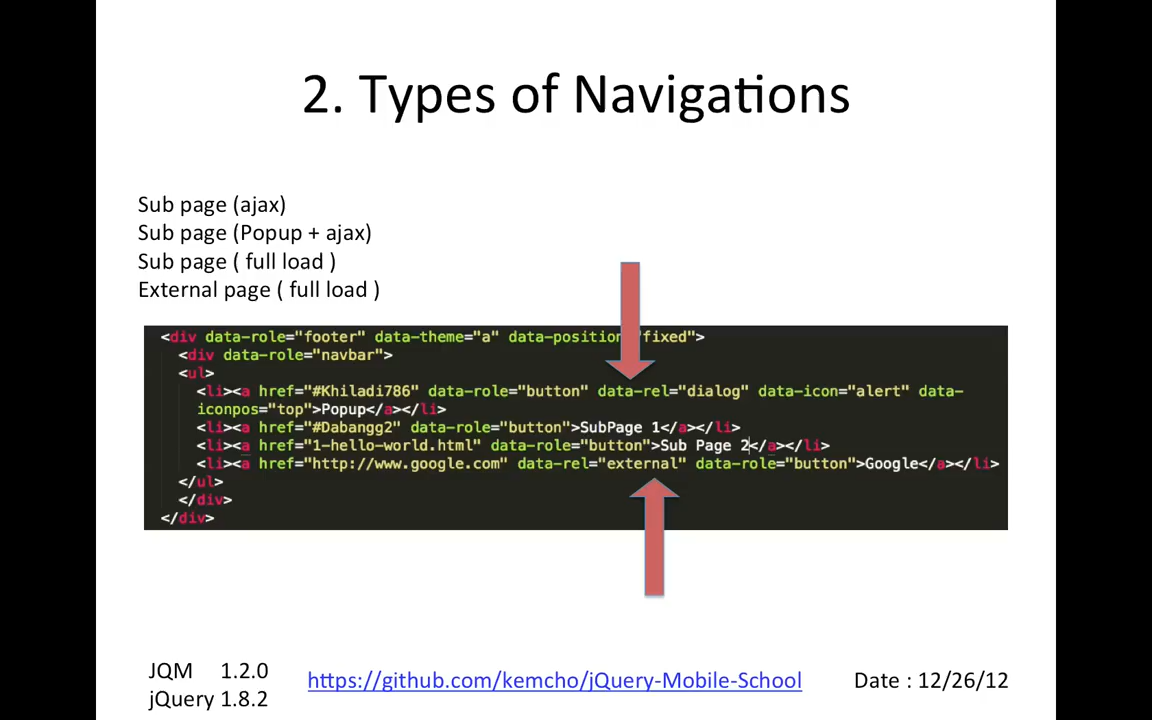 2. Types of Navigations
Sub page (ajax)
Sub page (Popup + ajax)
Sub page ( full load )
External page ( full load )
<div data-role="footer" data-theme="a" data-position="fixed">
<div data-role="navbar">
<ul>
<li><a href="#Khiladi786" data-role="button" data-rel="dialog" data-icon="alert" data-
iconpos="top">Popup</a></li>
<li><a href="#Dabangg2" data-role="button">SubPage 1</a></li>
<li><a href="1-hello-world.html" data-role="button">Sub Page 2</a></li>
<li><a href="http://www.google.com" data-rel="external" data-role="button">Google</a></li>
</ul>
</div>
</div>
JQM 1.2.0
jQuery 1.8.2
https://github.com/kemcho/jQuery-Mobile-School
Date : 12/26/12